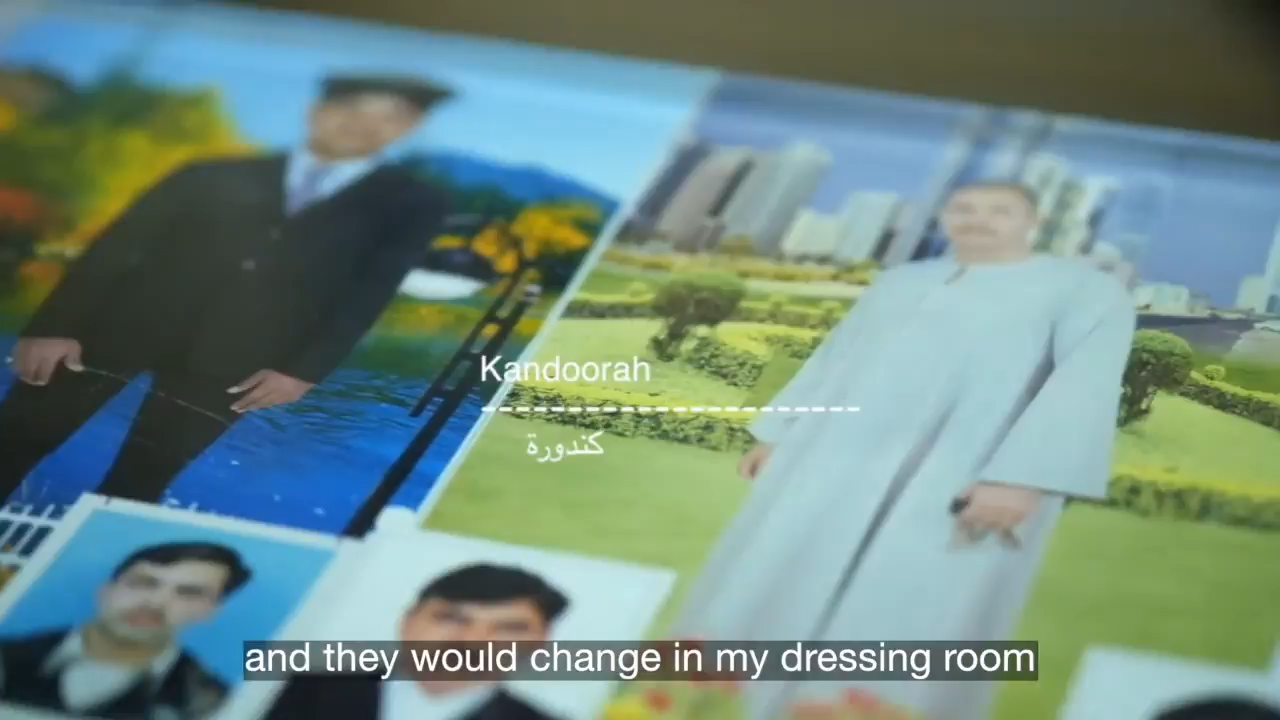 Kandoorah
كندورة
and they would change in my dressing room